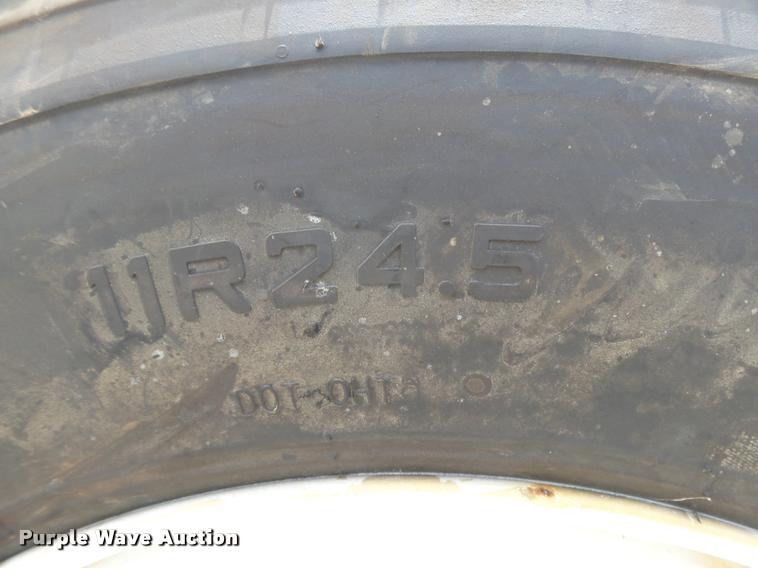 11R24.5
DOT 0HT
Purple Wave Auction